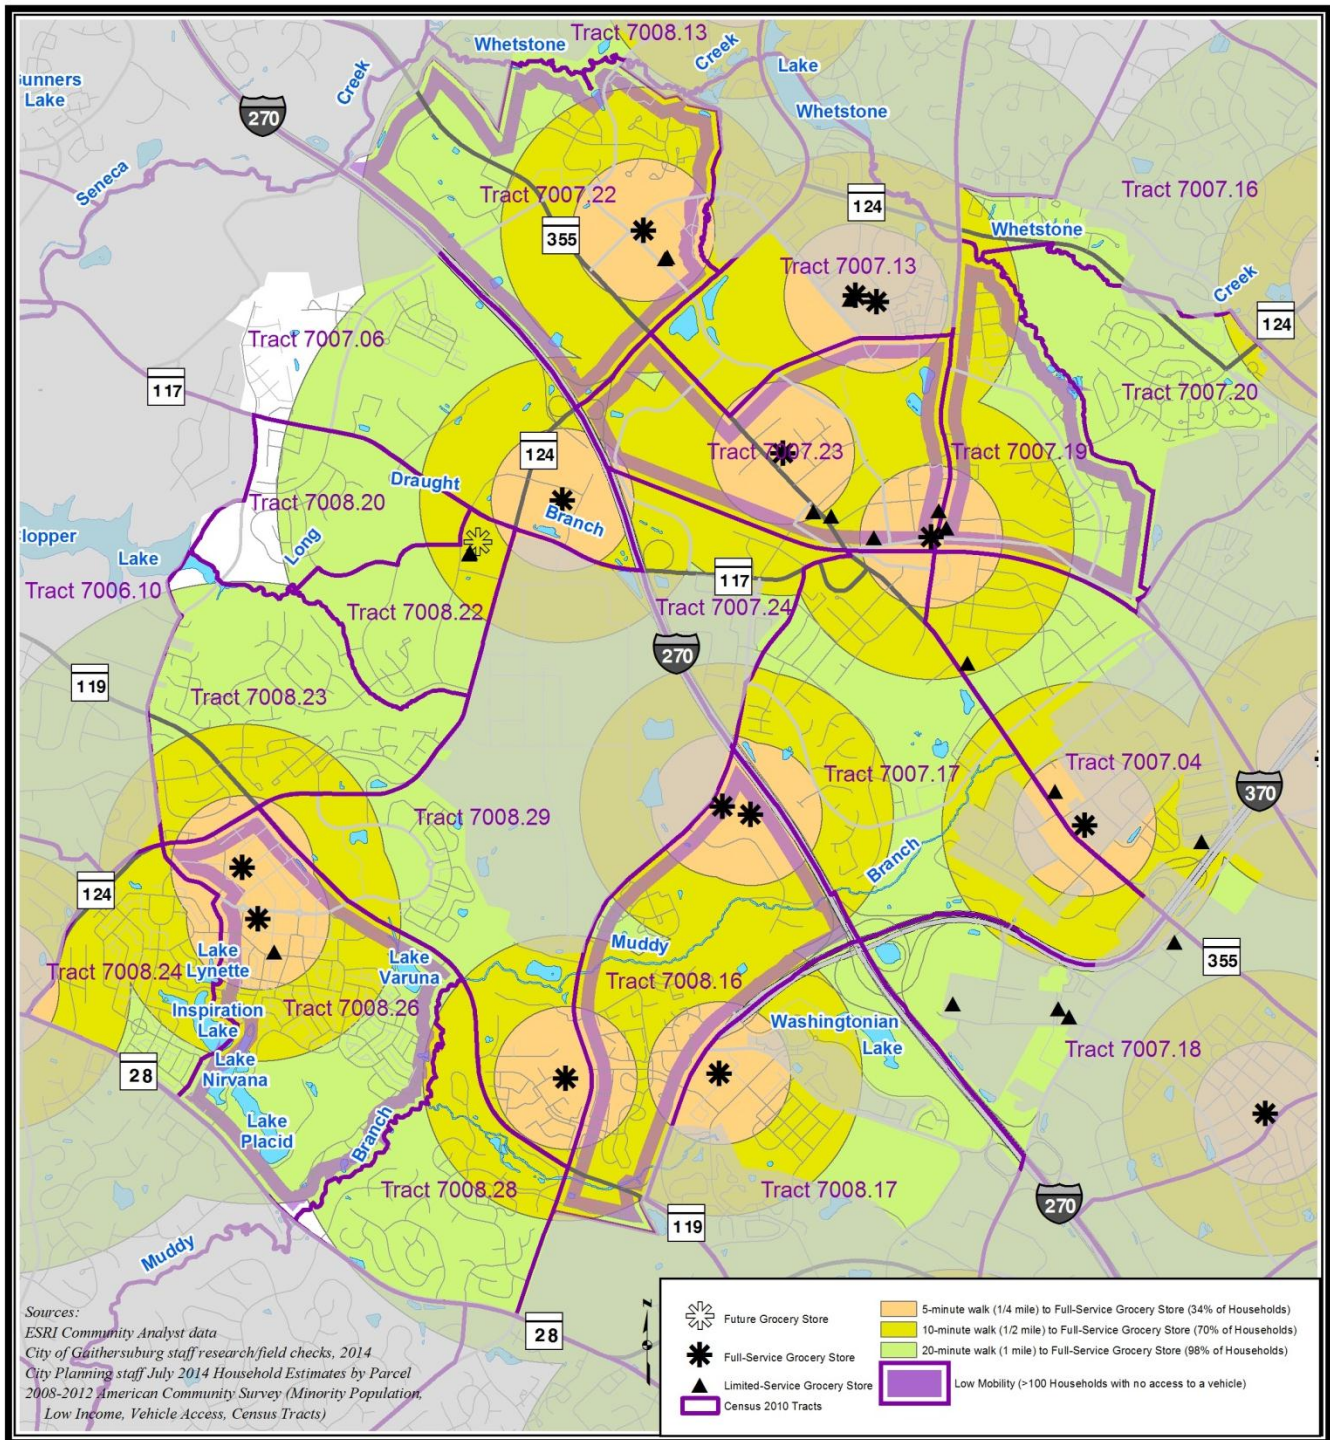 Tract 7008.13
Whetstone
Creek
Lake
Whetstone
Gunners
Lake
Creek
270
Seneca
Tract 7007.22
355
124
Tract 7007.16
Whetstone
Creek
Tract 7007.13
124
Tract 7007.06
117
Tract 7007.20
Tract 7007.23
Tract 7007.19
124
Draught
Branch
Tract 7008.20
Long
Clopper
Lake
Tract 7006.10
Tract 7008.22
117
Tract 7007.24
270
119
Tract 7008.23
Tract 7007.17
Tract 7007.04
370
Tract 7008.29
Branch
124
Lake
Lynette
Lake
Varuna
Muddy
355
Tract 7008.24
Tract 7008.16
Tract 7008.26
Inspiration
Lake
Washingtonian
Lake
Tract 7007.18
28
Lake
Nirvana
Lake
Placid
Branch
Tract 7008.28
Tract 7008.17
270
119
Muddy
28
Sources:
ESRI Community Analyst data
City of Gaithersuburg staff research/field checks, 2014
City Planning staff July 2014 Household Estimates by Parcel
2008-2012 American Community Survey (Minority Population,
Low Income, Vehicle Access, Census Tracts)
N
Future Grocery Store
Full-Service Grocery Store
Limited-Service Grocery Store
Census 2010 Tracts
5-minute walk (1/4 mile) to Full-Service Grocery Store (34% of Households)
10-minute walk (1/2 mile) to Full-Service Grocery Store (70% of Households)
20-minute walk (1 mile) to Full-Service Grocery Store (98% of Households)
Low Mobility (>100 Households with no access to a vehicle)